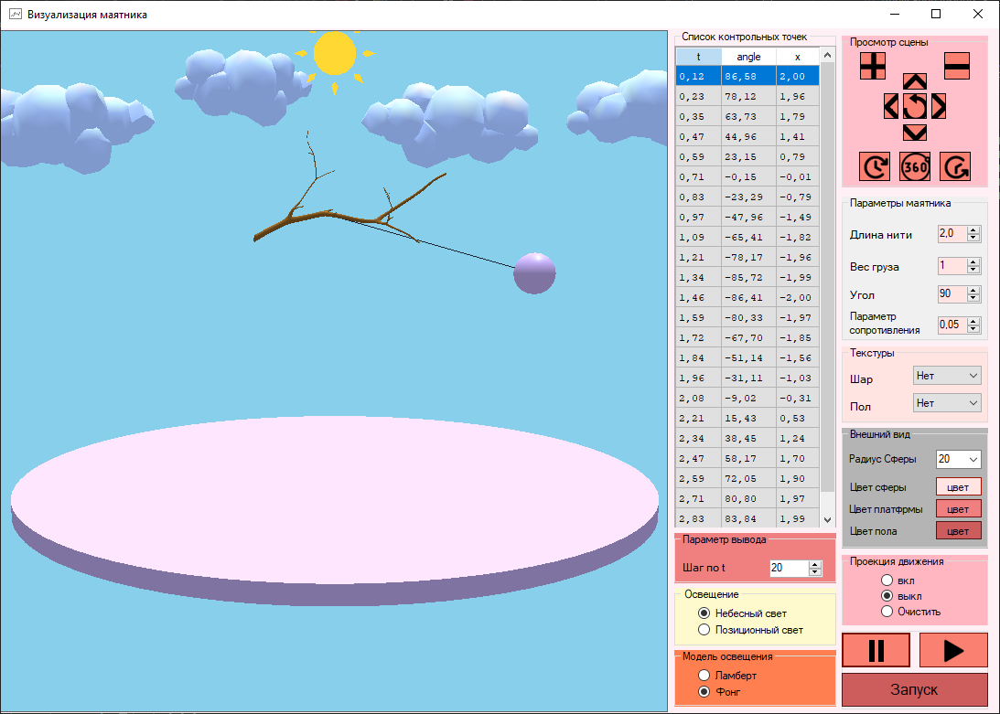 Визуализация маятника
Список контрольных точек
t angle x
0,12 86,58 2,00
0,23 78,12 1,96
0,35 63,73 1,79
0,47 44,96 1,41
0,59 23,15 0,79
0,71 -0,15 -0,01
0,83 -23,29 -0,79
0,97 -47,96 -1,49
1,09 -65,41 -1,82
1,21 -78,17 -1,96
1,34 -85,72 -1,99
1,46 -86,41 -2,00
1,59 -80,33 -1,97
1,72 -67,70 -1,85
1,84 -51,14 -1,56
1,96 -31,11 -1,03
2,08 -9,02 -0,31
2,21 15,43 0,53
2,34 38,45 1,24
2,47 58,17 1,70
2,59 72,05 1,90
2,71 80,80 1,97
2,83 83,84 1,99
Параметр вывода
Шаг по t 20
Освещение
Небесный свет
Позиционный свет
Модель освещения
Ламберт
Фонг
Просмотр сцены
360°
Параметры маятника
Длина нити 2,0
Вес груза 1
Угол 90
Параметр
сопротивления 0,05
Текстуры
Шар Нет
Пол Нет
Внешний вид
Радиус Сферы 20
Цвет сферы цвет
Цвет платфрмы цвет
Цвет пола цвет
Проекция движения
вкл
выкл
Очистить
Запуск